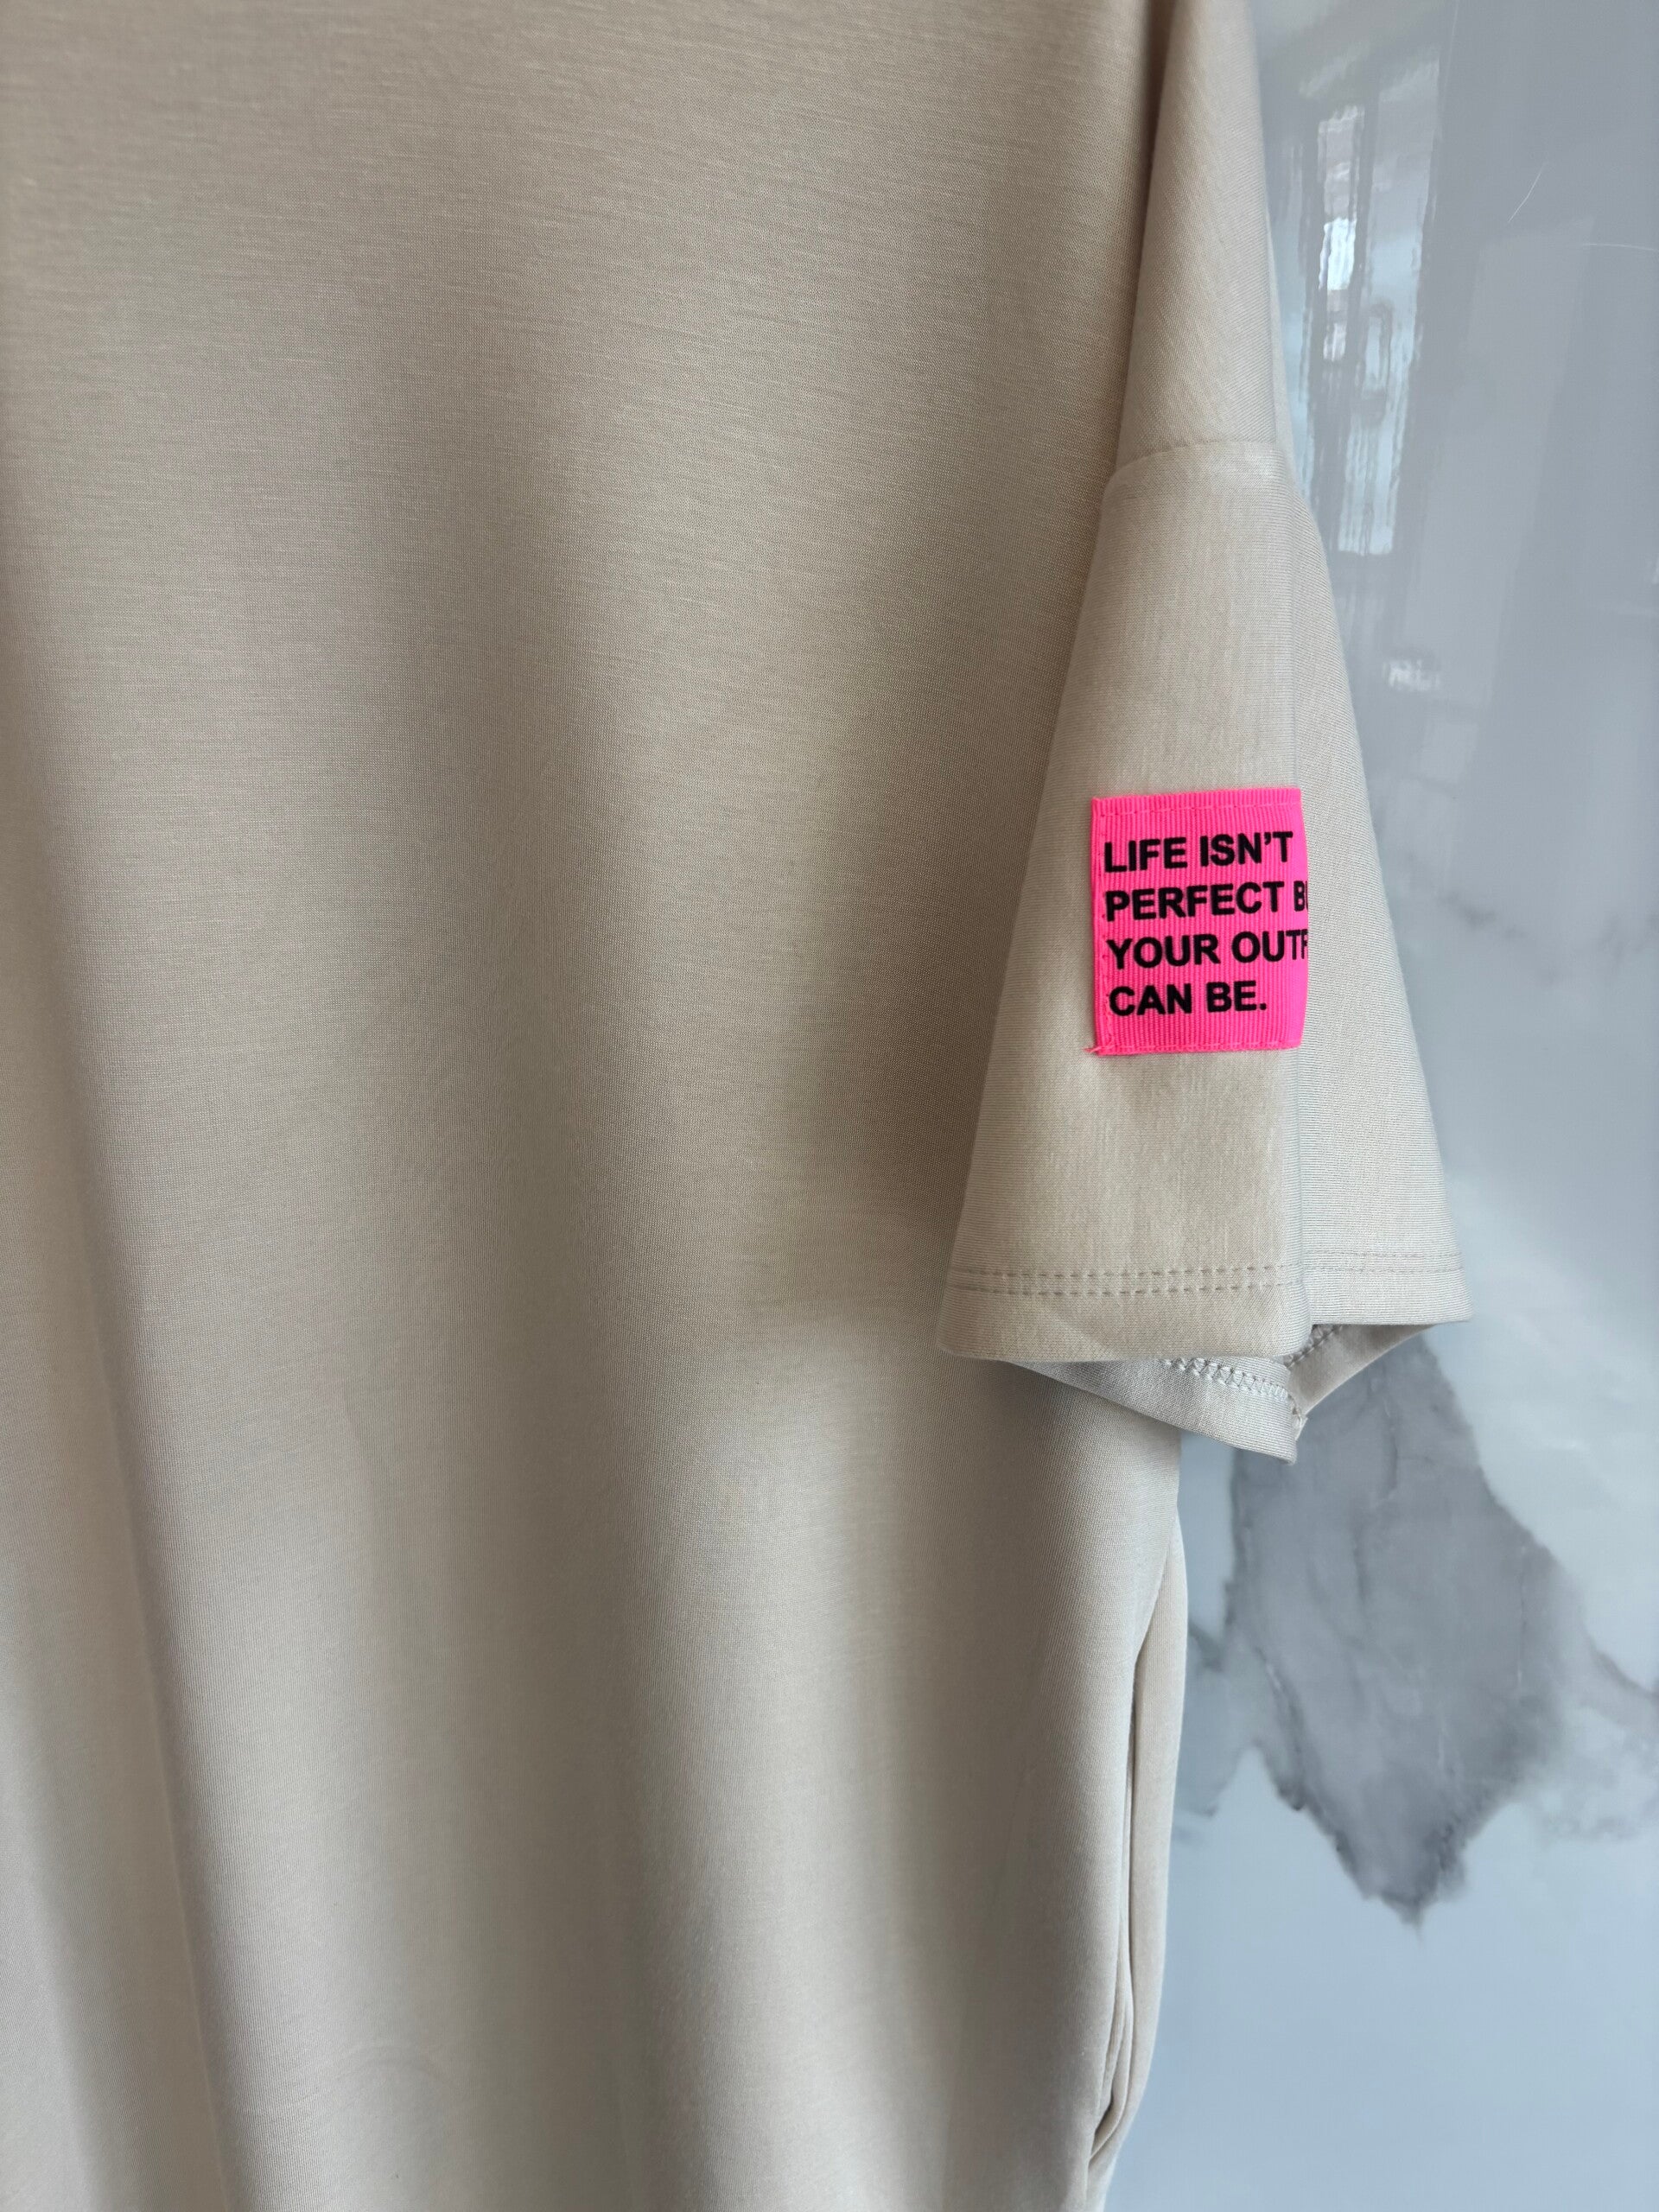 LIFE ISN'T
PERFECT
YOUR
CAN BE.